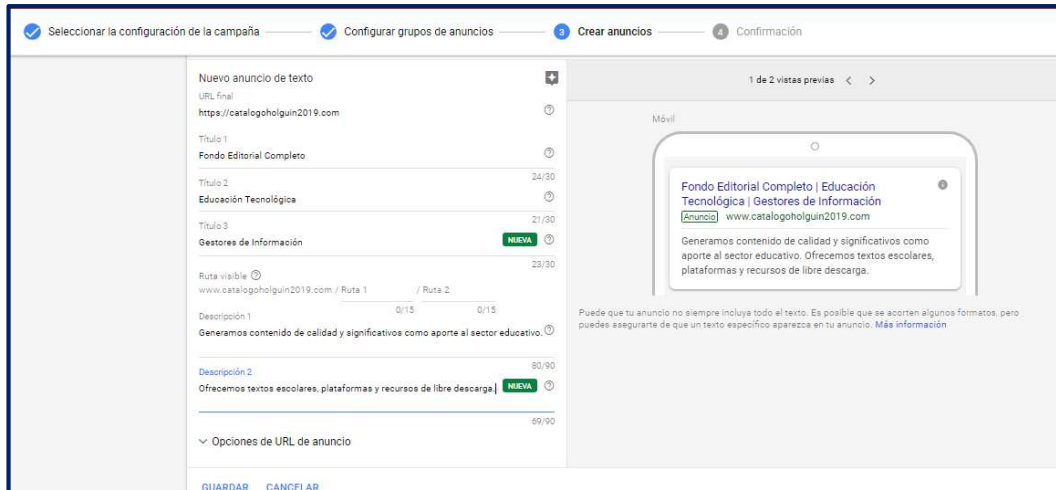 Seleccionar la configuración de la campaña
Configurar grupos de anuncios
3 Crear anuncios
4 Confirmación
Nuevo anuncio de texto
URL final
https://catalogoholguin2019.com
Título 1
Fondo Editorial Completo
24/30
Título 2
Educación Tecnológica
21/30
Título 3
Gestores de Información
NUEVA
23/30
Ruta visible
www.catalogoholguin2019.com / Ruta 1 / Ruta 2
0/15 0/15
Descripción 1
Generamos contenido de calidad y significativos como aporte al sector educativo.
80/90
Descripción 2
Ofrecemos textos escolares, plataformas y recursos de libre descarga. NUEVA
69/90
Opciones de URL de anuncio
GUARDAR CANCELAR
1 de 2 vistas previas
Móvil
Fondo Editorial Completo | Educación
Tecnológica | Gestores de Información
Anuncio www.catalogoholguin2019.com
Generamos contenido de calidad y significativos como
aporte al sector educativo. Ofrecemos textos escolares,
plataformas y recursos de libre descarga.
Puede que tu anuncio no siempre incluya todo el texto. Es posible que se acorten algunos formatos, pero
puedes asegurarte de que un texto específico aparezca en tu anuncio. Más información